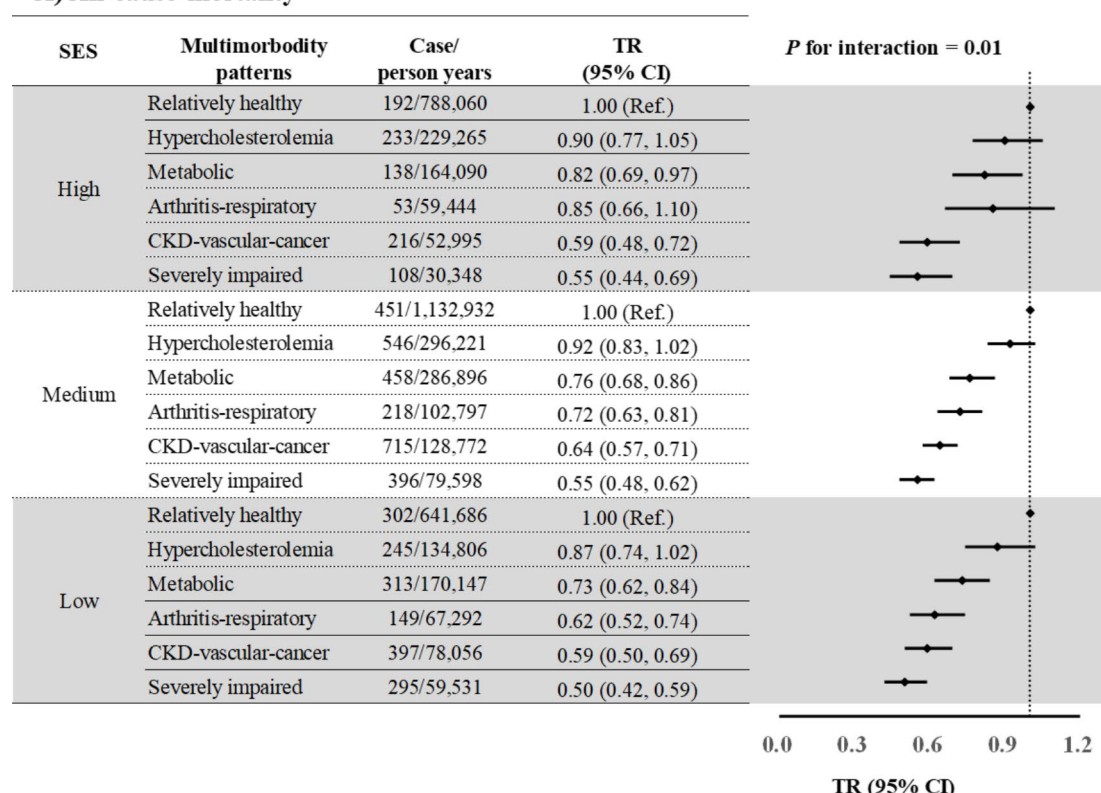 SES Multimorbodity patterns Case/ person years TR (95% CI) P for interaction = 0.01
High
Relatively healthy 192/788,060 1.00 (Ref.)
Hypercholesterolemia 233/229,265 0.90 (0.77, 1.05)
Metabolic 138/164,090 0.82 (0.69, 0.97)
Arthritis-respiratory 53/59,444 0.85 (0.66, 1.10)
CKD-vascular-cancer 216/52,995 0.59 (0.48, 0.72)
Severely impaired 108/30,348 0.55 (0.44, 0.69)
Medium
Relatively healthy 451/1,132,932 1.00 (Ref.)
Hypercholesterolemia 546/296,221 0.92 (0.83, 1.02)
Metabolic 458/286,896 0.76 (0.68, 0.86)
Arthritis-respiratory 218/102,797 0.72 (0.63, 0.81)
CKD-vascular-cancer 715/128,772 0.64 (0.57, 0.71)
Severely impaired 396/79,598 0.55 (0.48, 0.62)
Low
Relatively healthy 302/641,686 1.00 (Ref.)
Hypercholesterolemia 245/134,806 0.87 (0.74, 1.02)
Metabolic 313/170,147 0.73 (0.62, 0.84)
Arthritis-respiratory 149/67,292 0.62 (0.52, 0.74)
CKD-vascular-cancer 397/78,056 0.59 (0.50, 0.69)
Severely impaired 295/59,531 0.50 (0.42, 0.59)
0.0 0.3 0.6 0.9 1.2
TR (95% CI)